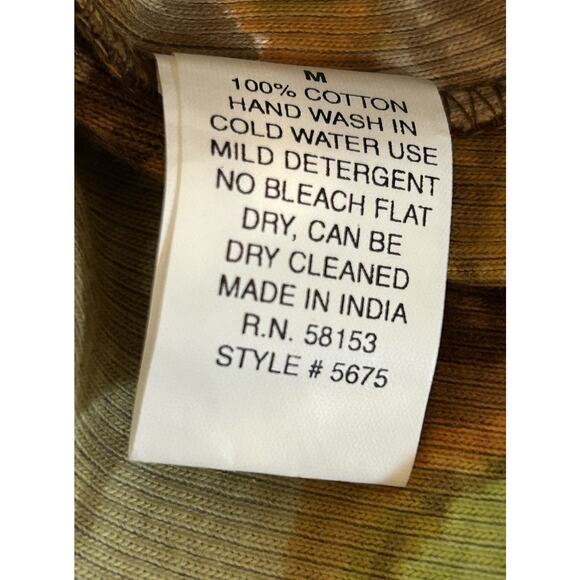 M
100% COTTON
HAND WASH IN
COLD WATER USE
MILD DETERGENT
NO BLEACH FLAT
DRY, CAN BE
DRY CLEANED
MADE IN INDIA
R.N. 58153
STYLE # 5675